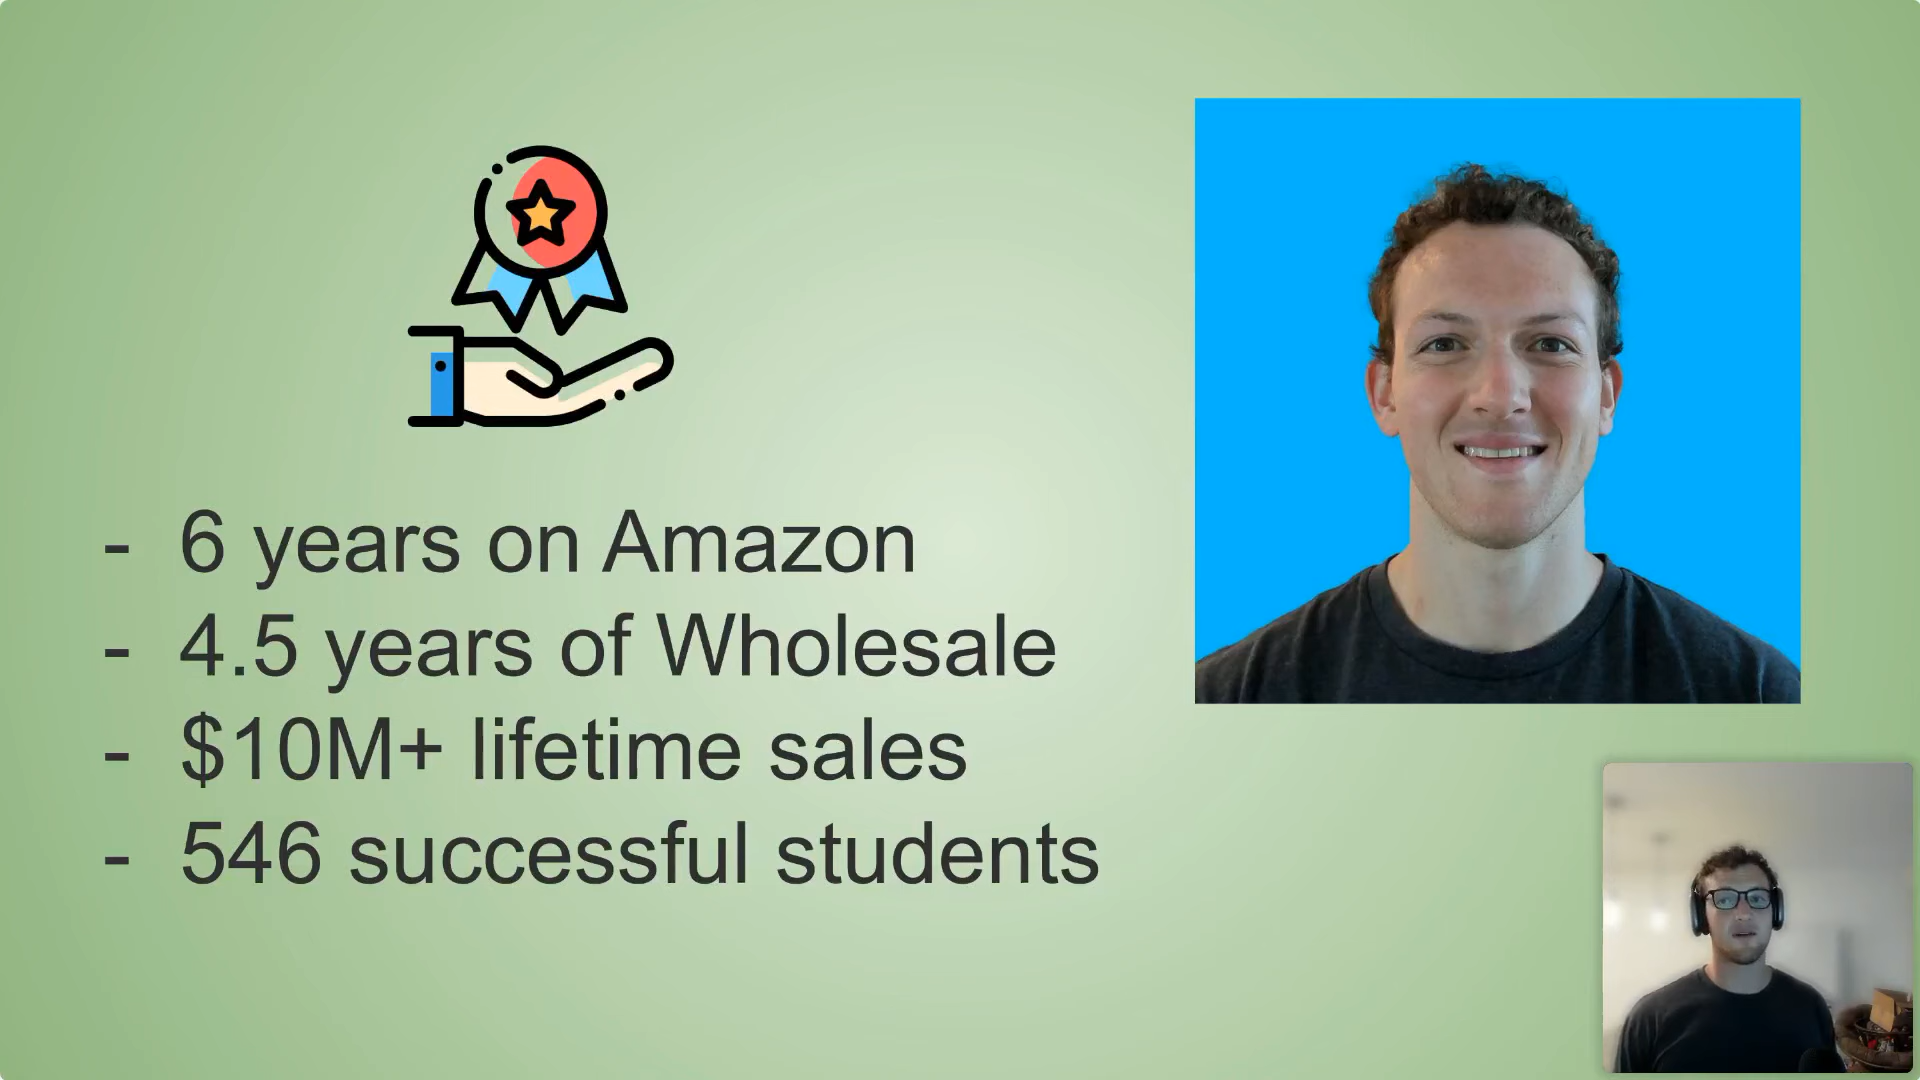 - 6 years on Amazon
- 4.5 years of Wholesale
- $10M+ lifetime sales
- 546 successful students